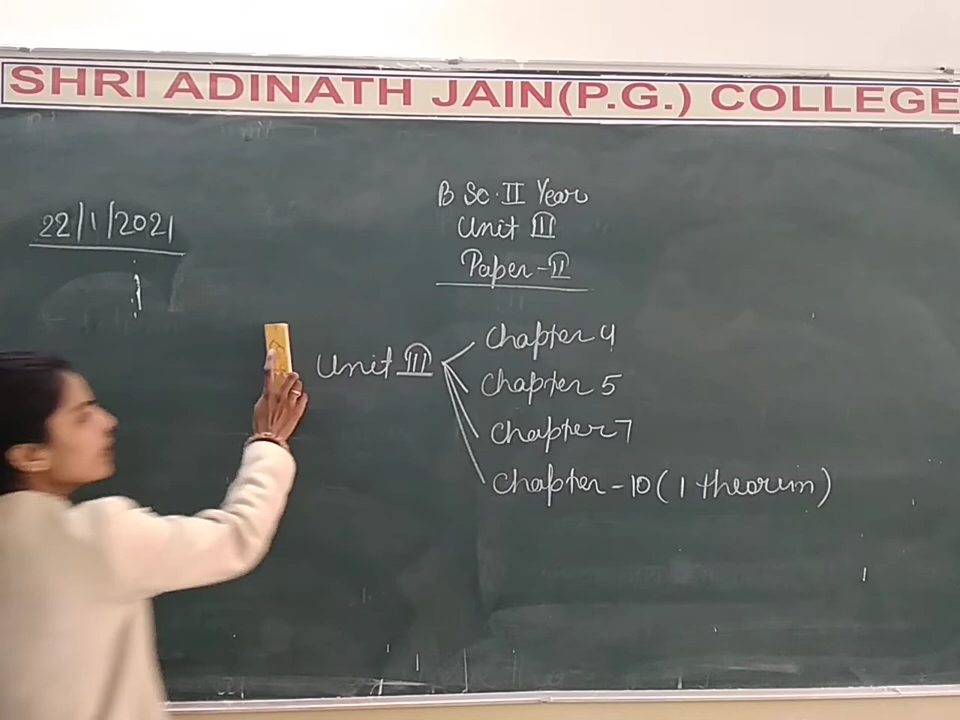 SHRI ADINATH JAIN(P.G.) COLLEGE
22/1/2021
B Sc. II Year
Unit III
Paper-II
Unit III
Chapter 4
Chapter 5
Chapter 7
Chapter-10 (1 theorim)